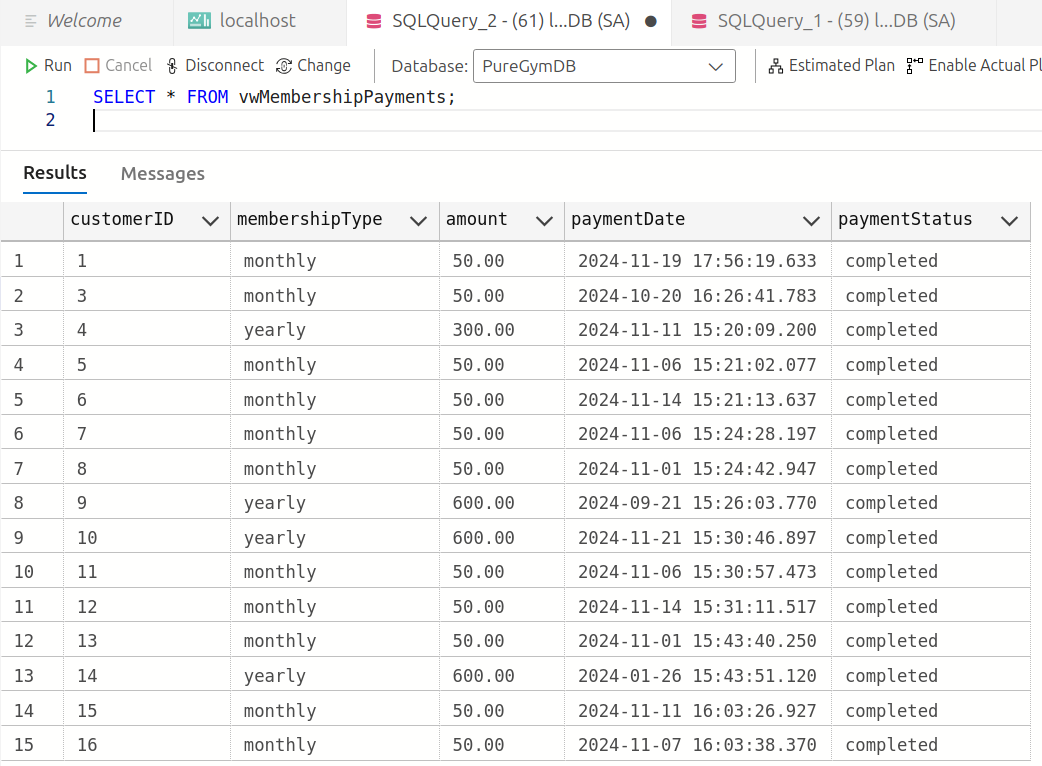 Welcome localhost SQLQuery_2 - (61) l...DB (SA) SQLQuery_1 - (59) l...DB (SA)
Run Cancel Disconnect Change Database: PureGymDB Estimated Plan Enable Actual Pl
1 SELECT * FROM vwMembershipPayments;
2
Results Messages
customerID membershipType amount paymentDate paymentStatus
1 1 monthly 50.00 2024-11-19 17:56:19.633 completed
2 3 monthly 50.00 2024-10-20 16:26:41.783 completed
3 4 yearly 300.00 2024-11-11 15:20:09.200 completed
4 5 monthly 50.00 2024-11-06 15:21:02.077 completed
5 6 monthly 50.00 2024-11-14 15:21:13.637 completed
6 7 monthly 50.00 2024-11-06 15:24:28.197 completed
7 8 monthly 50.00 2024-11-01 15:24:42.947 completed
8 9 yearly 600.00 2024-09-21 15:26:03.770 completed
9 10 yearly 600.00 2024-11-21 15:30:46.897 completed
10 11 monthly 50.00 2024-11-06 15:30:57.473 completed
11 12 monthly 50.00 2024-11-14 15:31:11.517 completed
12 13 monthly 50.00 2024-11-01 15:43:40.250 completed
13 14 yearly 600.00 2024-01-26 15:43:51.120 completed
14 15 monthly 50.00 2024-11-11 16:03:26.927 completed
15 16 monthly 50.00 2024-11-07 16:03:38.370 completed